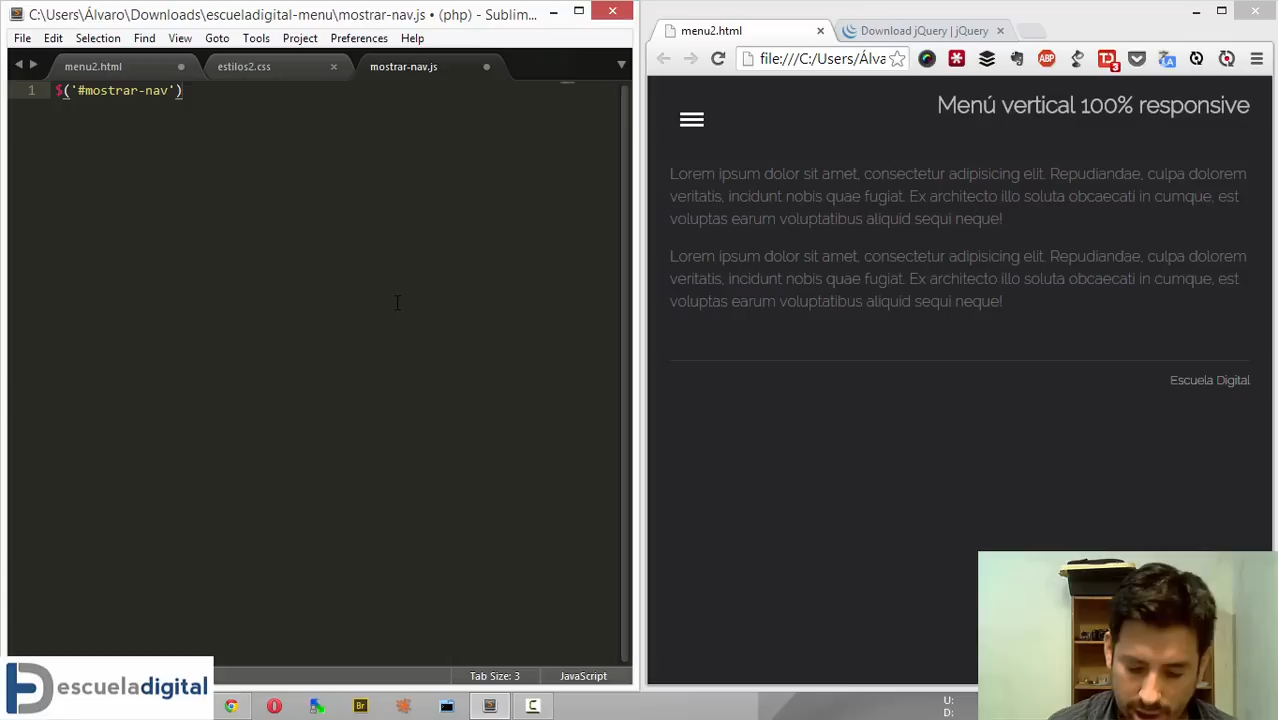 C:\Users\Álvaro\Downloads\escueladigital-menu\mostrar-nav.js • (php) - Sublim...
File Edit Selection Find View Goto Tools Project Preferences Help
menu2.html estilos2.css mostrar-nav.js
1 $('#mostrar-nav')
Tab Size: 3 JavaScript
escueladigital
Br
menu2.html Download jQuery | jQuery
file:///C:/Users/Álva
ABP
3
Menú vertical 100% responsive
Lorem ipsum dolor sit amet, consectetur adipisicing elit. Repudiandae, culpa dolorem
veritatis, incidunt nobis quae fugiat. Ex architecto illo soluta obcaecati in cumque, est
voluptas earum voluptatibus aliquid sequi neque!
Lorem ipsum dolor sit amet, consectetur adipisicing elit. Repudiandae, culpa dolorem
veritatis, incidunt nobis quae fugiat. Ex architecto illo soluta obcaecati in cumque, est
voluptas earum voluptatibus aliquid sequi neque!
Escuela Digital
U:
D: